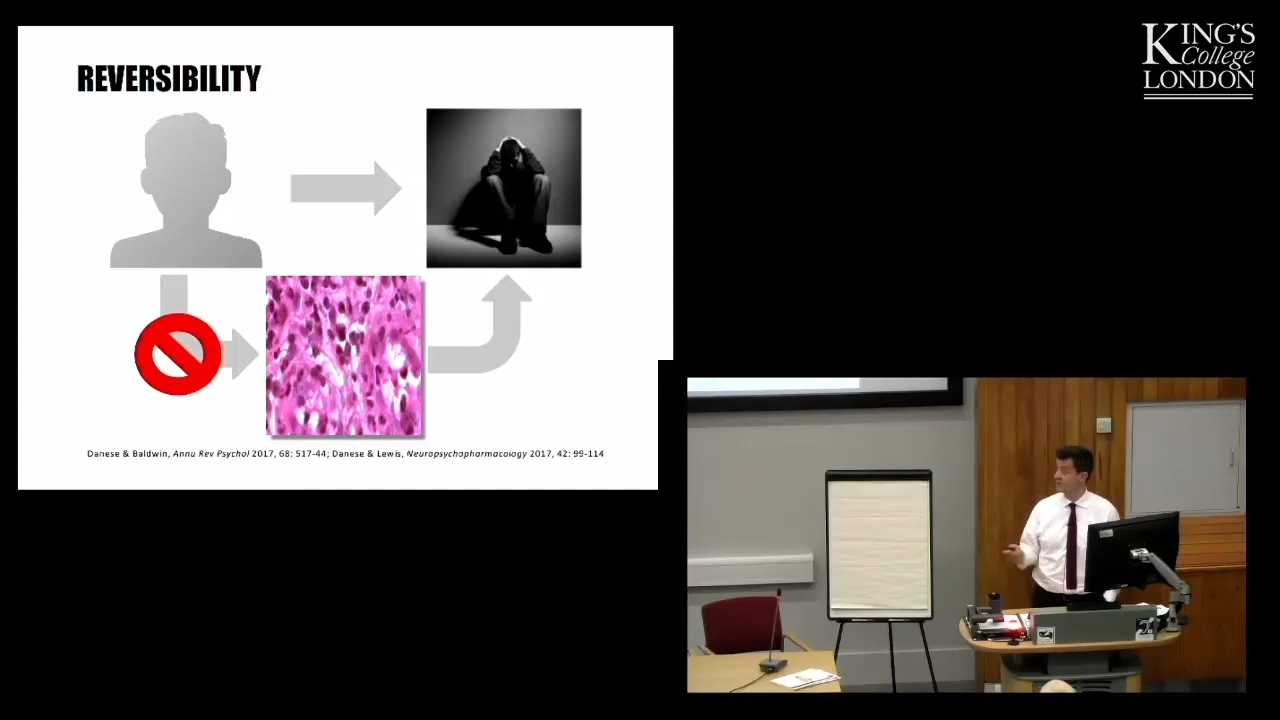 REVERSIBILITY
Danese & Baldwin, Annu Rev Psychol 2017, 68: 517-44; Danese & Lewis, Neuropsychopharmacology 2017, 42: 99-114
KING'S
College
LONDON